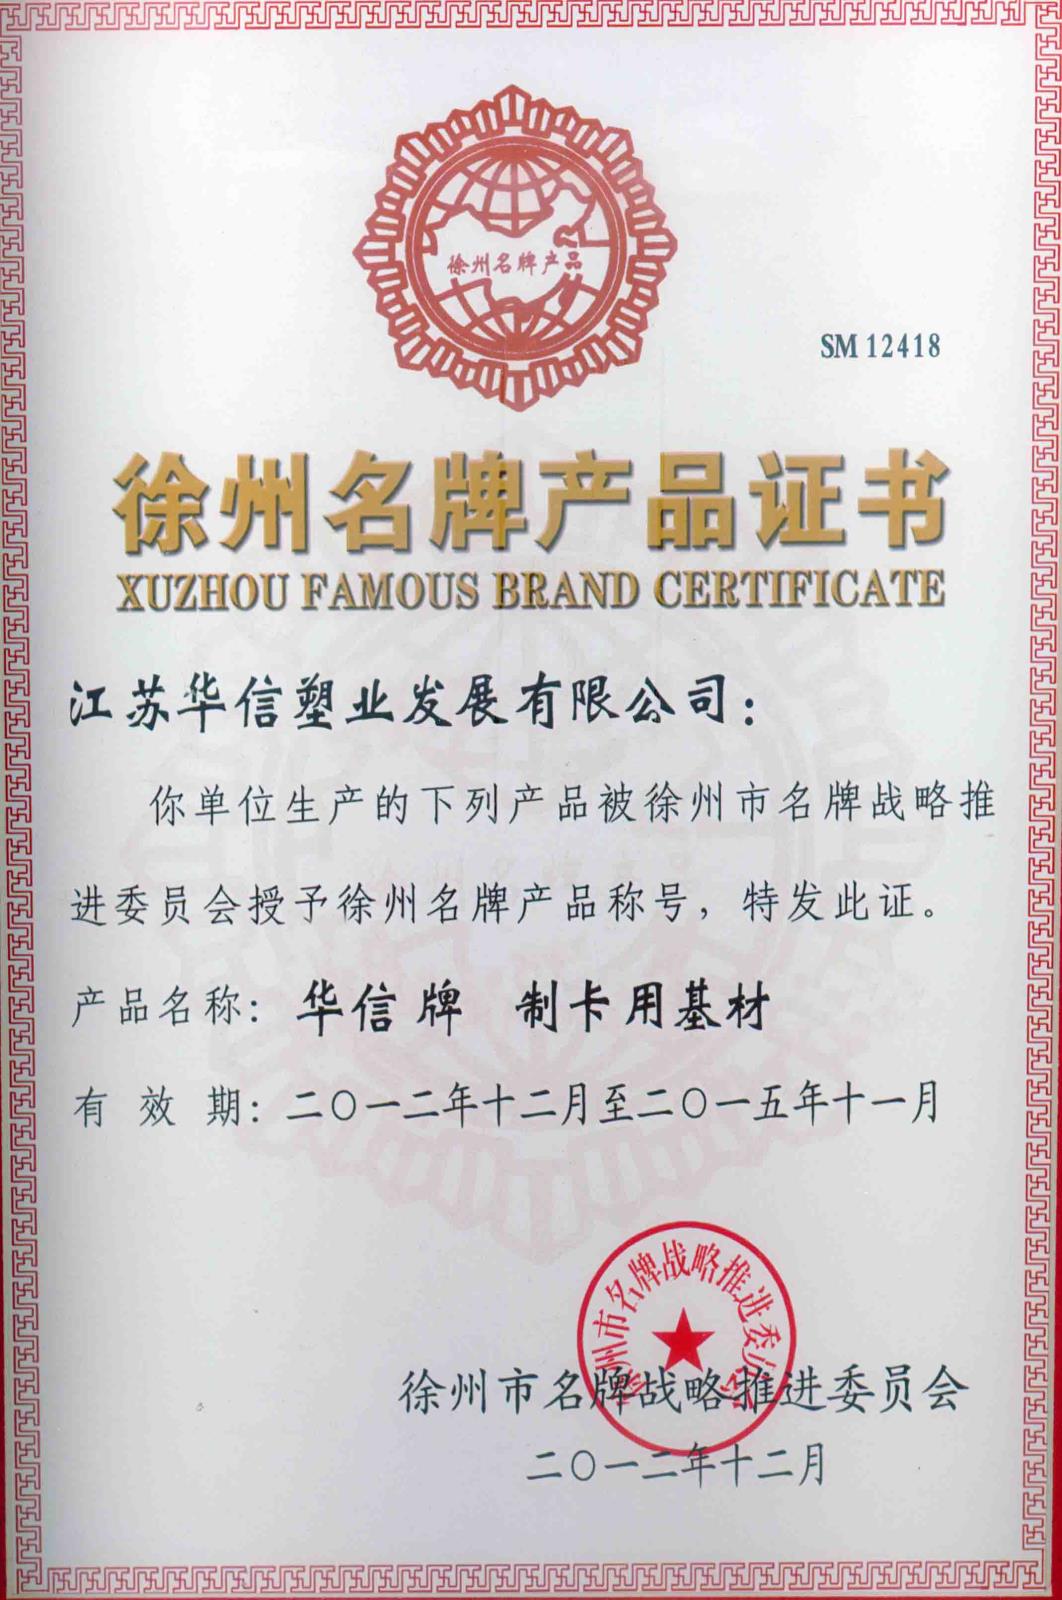 徐州名牌产品
SM 12418
徐州名牌产品证书
XUZHOU FAMOUS BRAND CERTIFICATE
江苏华信塑业发展有限公司：
你单位生产的下列产品被徐州市名牌战略推
进委员会授予徐州名牌产品称号，特发此证。
产品名称：华信牌 制卡用基材
有 效 期：二〇一二年十二月至二〇一五年十一月
徐州市名牌战略推进委员会
徐州市名牌战略推进委员会
二〇一二年十二月